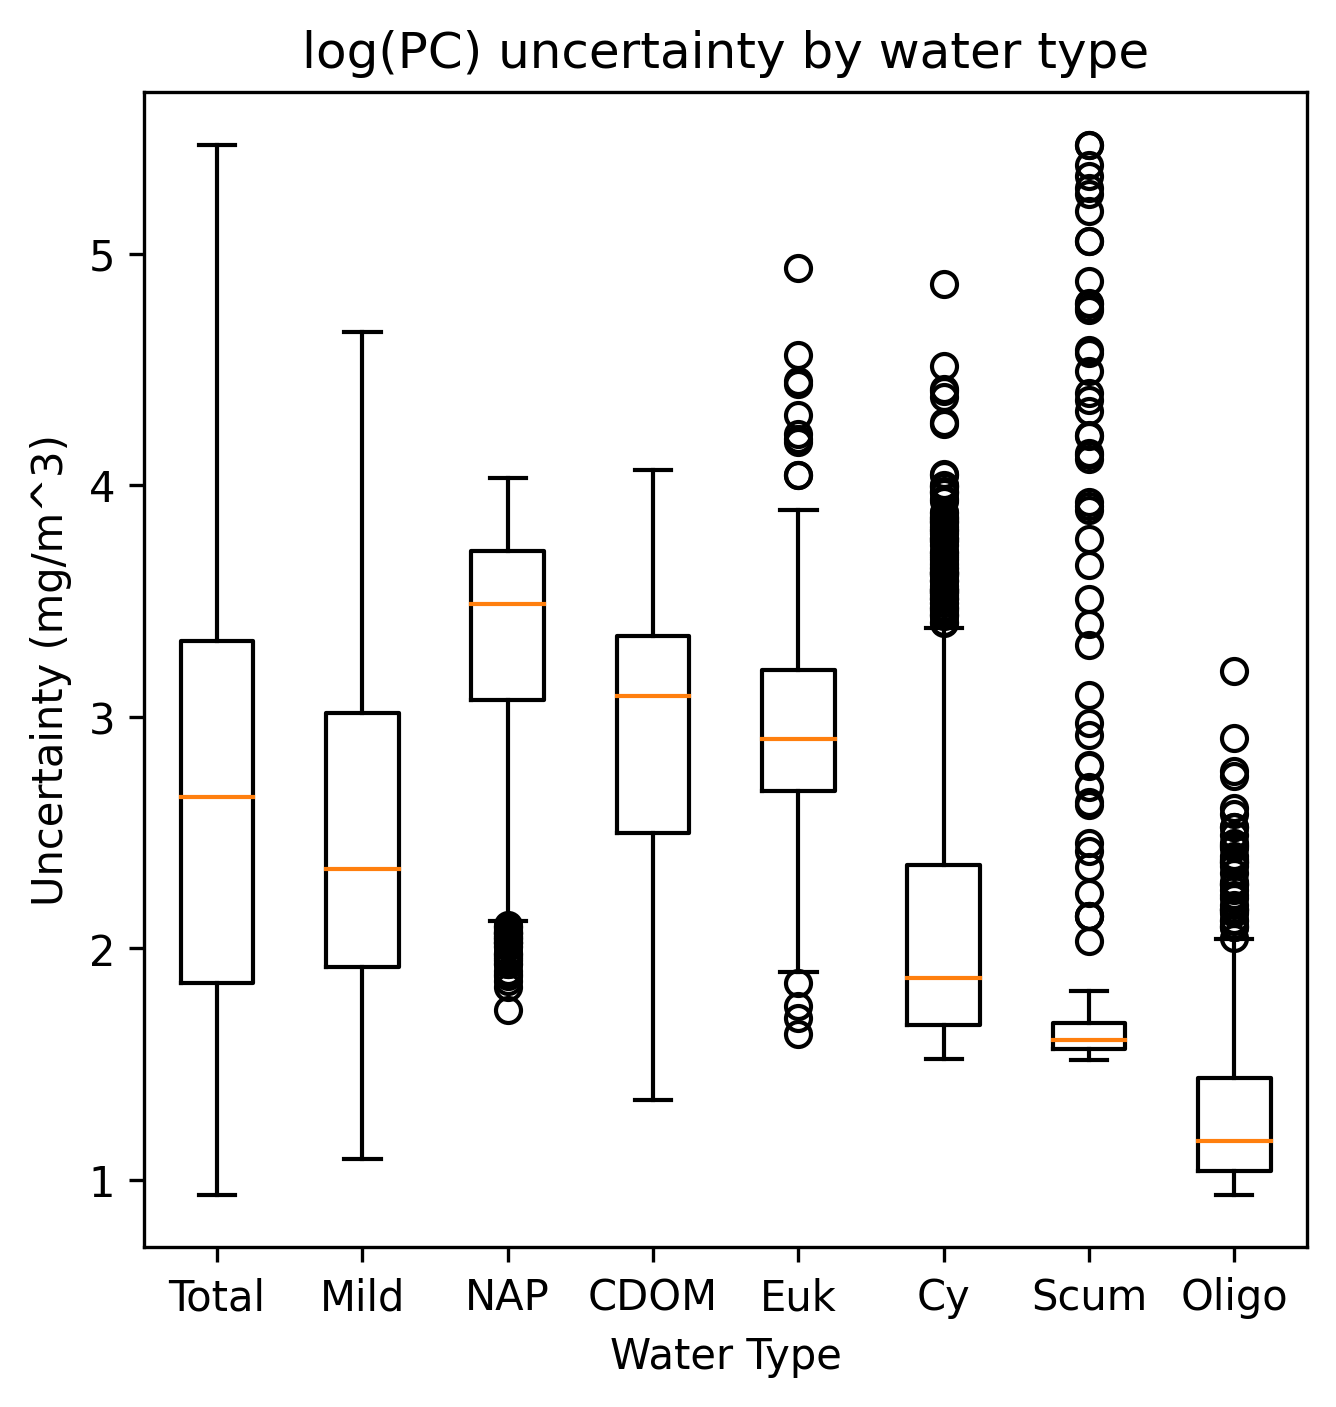 log(PC) uncertainty by water type
Uncertainty (mg/m^3)
5
4
3
2
1
Total Mild NAP CDOM Euk Cy Scum Oligo
Water Type